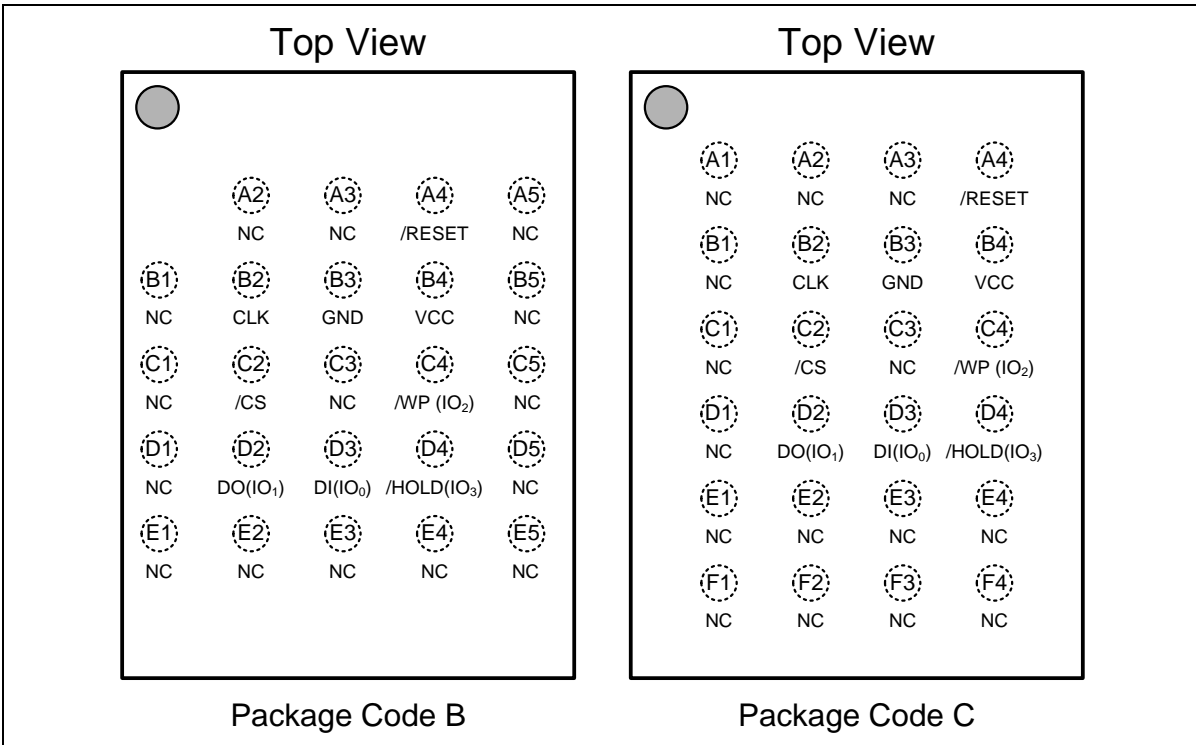 Top View
A2 A3 A4 A5
NC NC /RESET NC
B1 B2 B3 B4 B5
NC CLK GND VCC NC
C1 C2 C3 C4 C5
NC /CS NC /WP (IO₂) NC
D1 D2 D3 D4 D5
NC DO(IO₁) DI(IO₀) /HOLD(IO₃) NC
E1 E2 E3 E4 E5
NC NC NC NC NC
Package Code B
Top View
A1 A2 A3 A4
NC NC NC /RESET
B1 B2 B3 B4
NC CLK GND VCC
C1 C2 C3 C4
NC /CS NC /WP (IO₂)
D1 D2 D3 D4
NC DO(IO₁) DI(IO₀) /HOLD(IO₃)
E1 E2 E3 E4
NC NC NC NC
F1 F2 F3 F4
NC NC NC NC
Package Code C